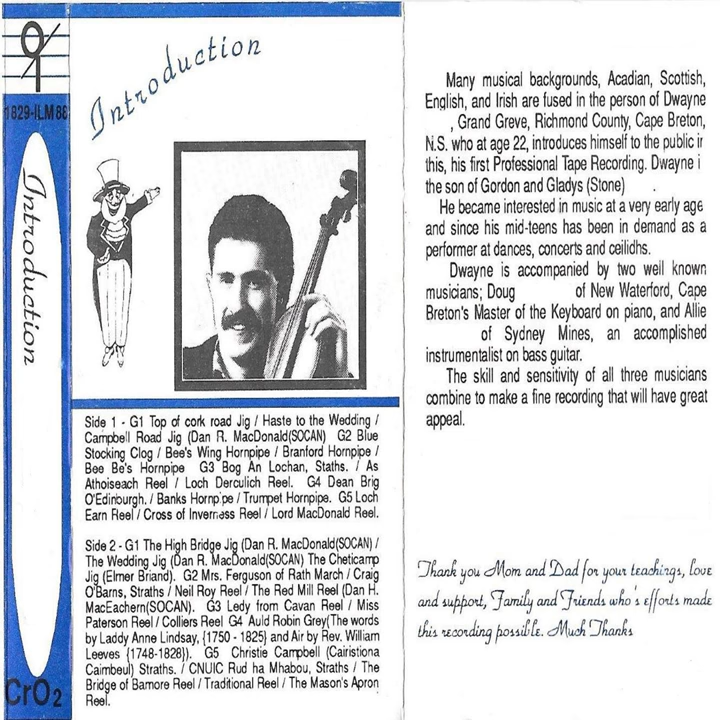 1829-ILM88
Introduction
CrO2
Introduction
Side 1 - G1 Top of cork road Jig / Haste to the Wedding /
Campbell Road Jig (Dan R. MacDonald(SOCAN) G2 Blue
Stocking Clog / Bee's Wing Hornpipe / Branford Hornpipe /
Bee Be's Hornpipe G3 Bog An Lochan, Staths. / As
Athoiseach Reel / Loch Derculich Reel. G4 Dean Brig
O'Edinburgh. / Banks Hornpipe / Trumpet Hornpipe. G5 Loch
Earn Reel / Cross of Inverness Reel / Lord MacDonald Reel.
Side 2 - G1 The High Bridge Jig (Dan R. MacDonald(SOCAN) /
The Wedding Jig (Dan R. MacDonald(SOCAN) The Cheticamp
Jig (Elmer Briand). G2 Mrs. Ferguson of Rath March / Craig
O'Barns, Straths / Neil Roy Reel / The Red Mill Reel (Dan H.
MacEachern(SOCAN). G3 Ledy from Cavan Reel / Miss
Paterson Reel / Colliers Reel G4 Auld Robin Grey(The words
by Laddy Anne Lindsay, {1750 - 1825} and Air by Rev. William
Leeves {1748-1828}). G5 Christie Campbell (Cairistiona
Caimbeul) Straths. / CNUIC Rud ha Mhabou, Straths / The
Bridge of Bamore Reel / Traditional Reel / The Mason's Apron
Reel.
Many musical backgrounds, Acadian, Scottish,
English, and Irish are fused in the person of Dwayne
, Grand Greve, Richmond County, Cape Breton,
N.S. who at age 22, introduces himself to the public ir
this, his first Professional Tape Recording. Dwayne i
the son of Gordon and Gladys (Stone) .
He became interested in music at a very early age
and since his mid-teens has been in demand as a
performer at dances, concerts and ceilidhs.
Dwayne is accompanied by two well known
musicians; Doug of New Waterford, Cape
Breton's Master of the Keyboard on piano, and Allie
of Sydney Mines, an accomplished
instrumentalist on bass guitar.
The skill and sensitivity of all three musicians
combine to make a fine recording that will have great
appeal.
Thank you Mom and Dad for your teachings, love
and support, Family and Friends who's efforts made
this recording possible. Much Thanks